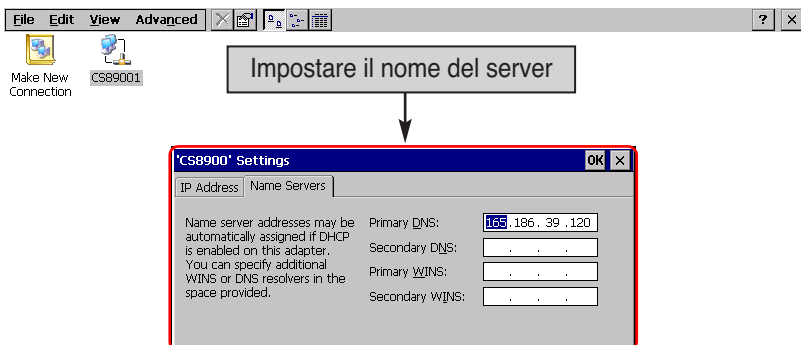 File Edit View Advanced ? ×
Make New
Connection
CS89001
Impostare il nome del server
'CS8900' Settings OK ×
IP Address Name Servers
Name server addresses may be
automatically assigned if DHCP
is enabled on this adapter.
You can specify additional
WINS or DNS resolvers in the
space provided.
Primary DNS: 165 .186. 39 .120
Secondary DNS: . . .
Primary WINS: . . .
Secondary WINS: . . .